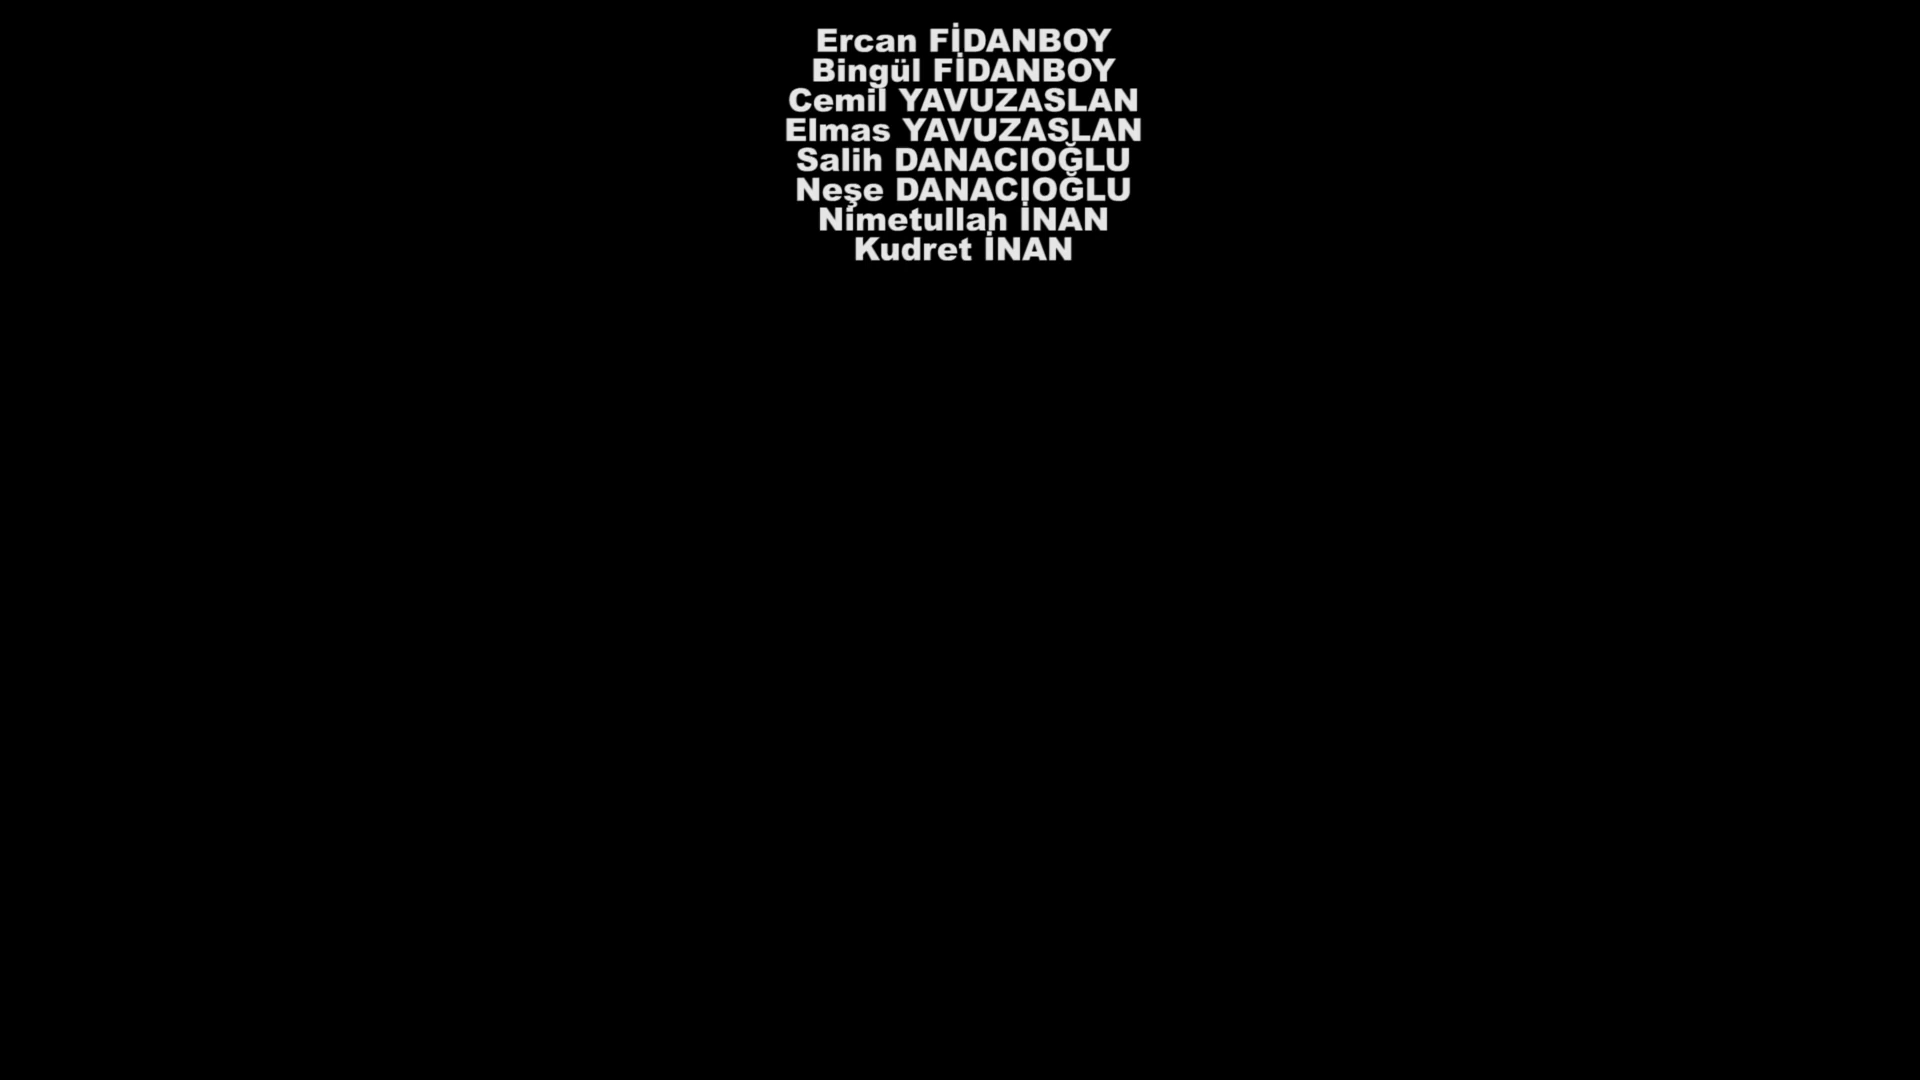 Ercan FİDANBOY
Bingül FİDANBOY
Cemil YAVUZASLAN
Elmas YAVUZASLAN
Salih DANACIOĞLU
Neşe DANACIOĞLU
Nimetullah İNAN
Kudret İNAN